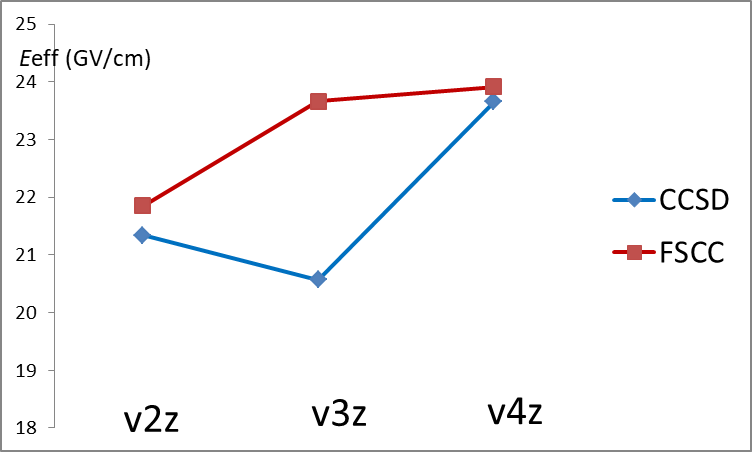 25
Eeff (GV/cm)
24
23
22
21
20
19
18
v2z
v3z
v4z
CCSD
FSCC